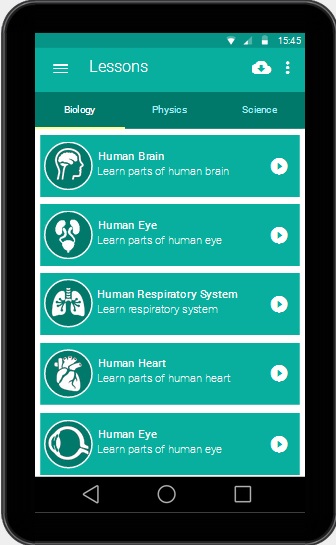 15:45
Lessons
Biology
Physics
Science
Human Brain
Learn parts of human brain
Human Eye
Learn parts of human eye
Human Respiratory System
Learn respiratory system
Human Heart
Learn parts of human heart
Human Eye
Learn parts of human eye